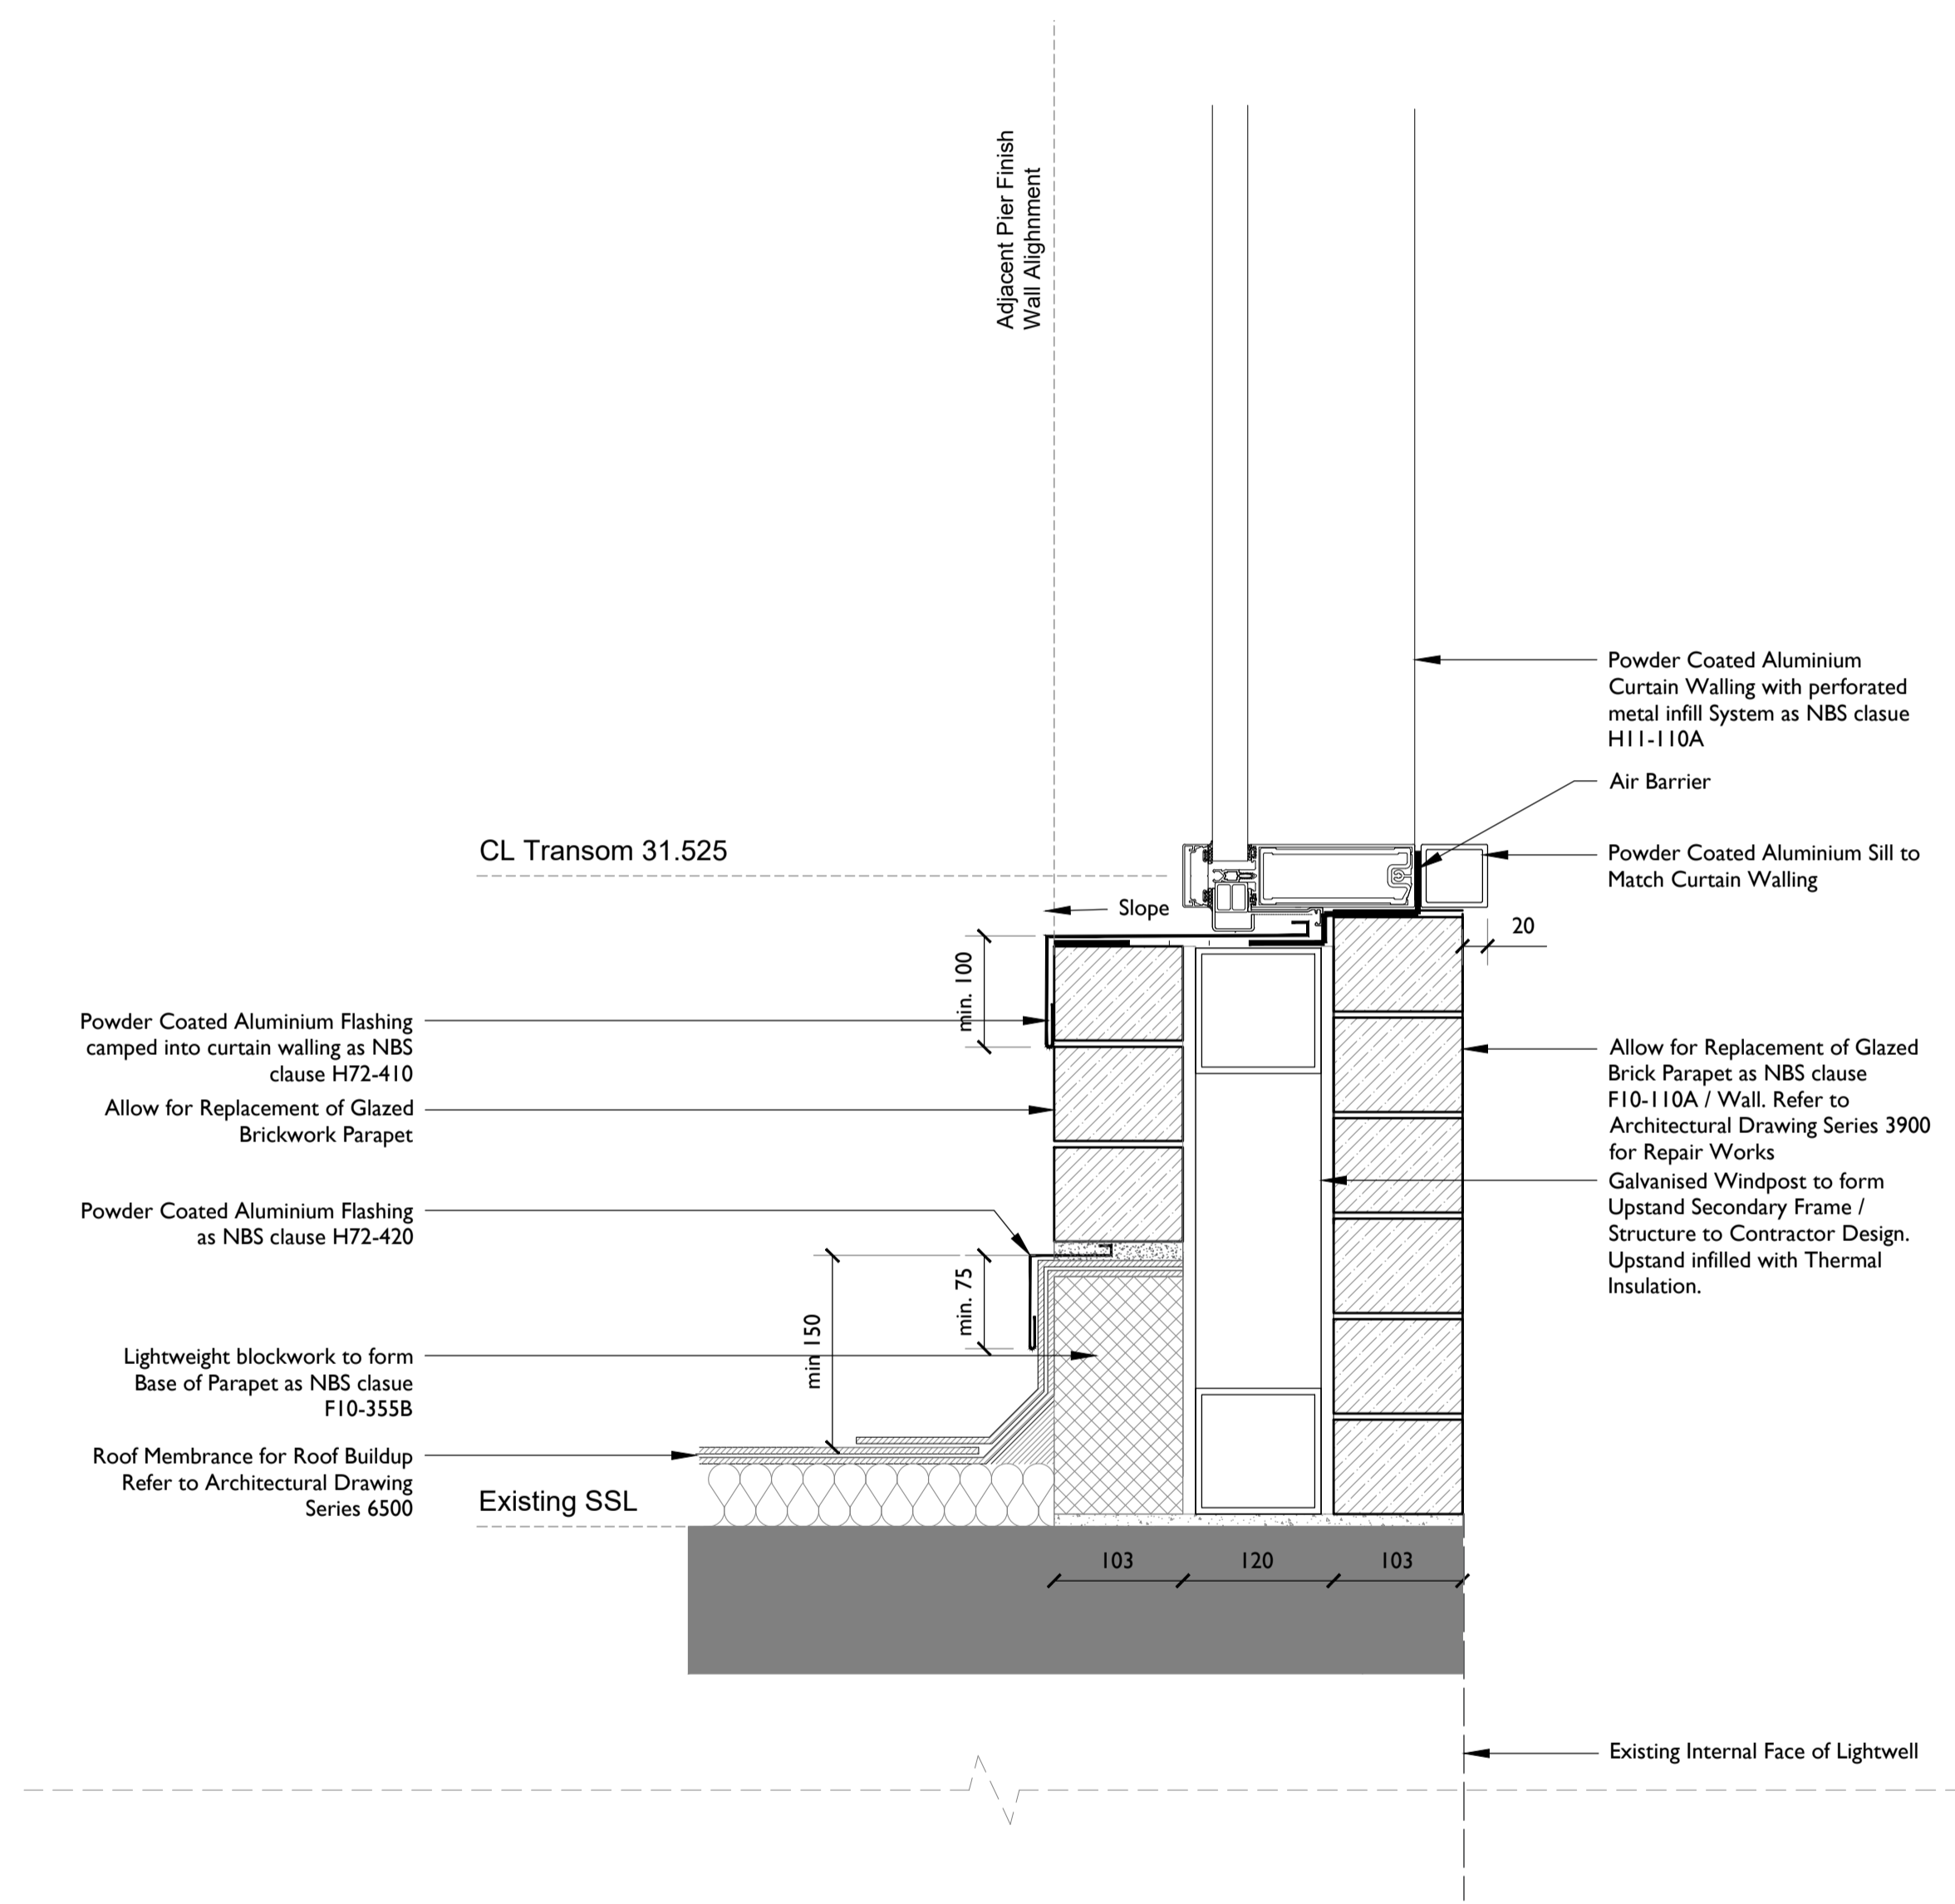 Adjacent Pier Finish
Wall Alighnment
CL Transom 31.525
Slope
min. 100
Powder Coated Aluminium Flashing
camped into curtain walling as NBS
clause H72-410
Allow for Replacement of Glazed
Brickwork Parapet
Powder Coated Aluminium Flashing
as NBS clause H72-420
min. 75
min 150
Lightweight blockwork to form
Base of Parapet as NBS clasue
F10-355B
Roof Membrance for Roof Buildup
Refer to Architectural Drawing
Series 6500
Existing SSL
103
120
103
Powder Coated Aluminium
Curtain Walling with perforated
metal infill System as NBS clasue
H11-110A
Air Barrier
Powder Coated Aluminium Sill to
Match Curtain Walling
20
Allow for Replacement of Glazed
Brick Parapet as NBS clause
F10-110A / Wall. Refer to
Architectural Drawing Series 3900
for Repair Works
Galvanised Windpost to form
Upstand Secondary Frame /
Structure to Contractor Design.
Upstand infilled with Thermal
Insulation.
Existing Internal Face of Lightwell